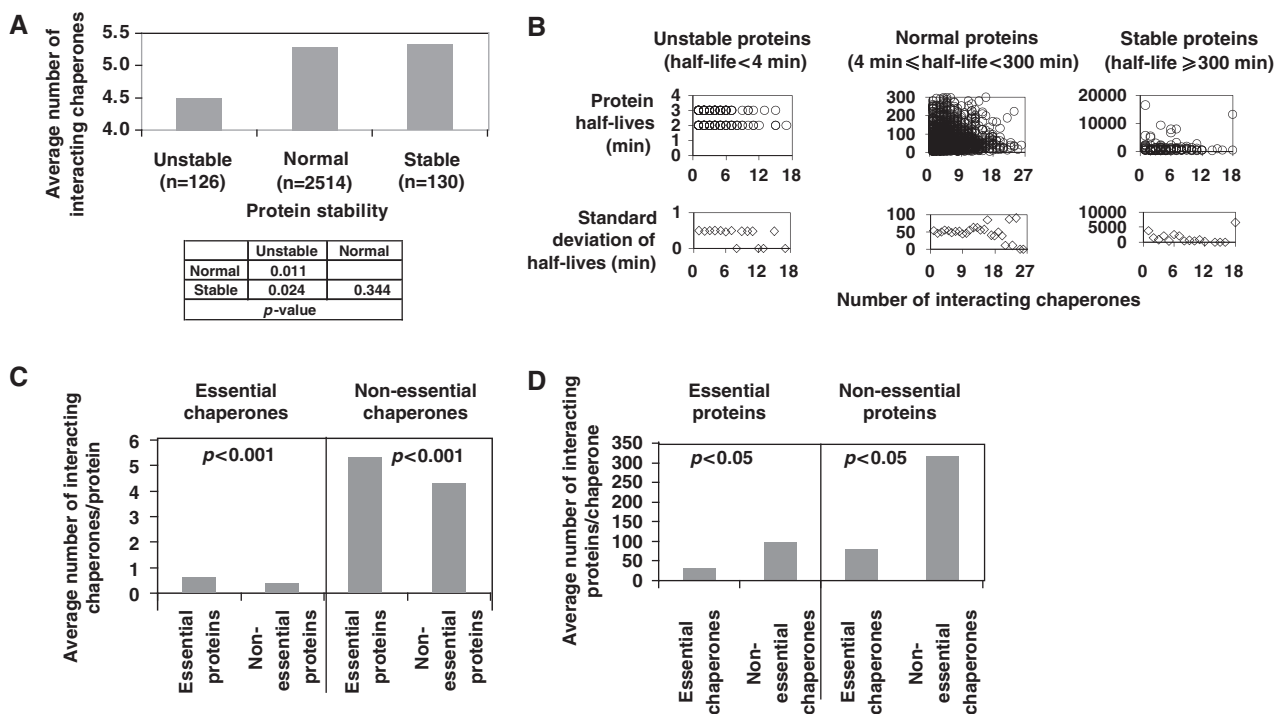 A
Average number of
interacting chaperones
5.5
5.0
4.5
4.0
Unstable
(n=126)
Normal
(n=2514)
Stable
(n=130)
Protein stability
Unstable Normal
Normal 0.011
Stable 0.024 0.344
p-value
B
Unstable proteins
(half-life<4 min)
Normal proteins
(4 min⩽half-life<300 min)
Stable proteins
(half-life ⩾300 min)
Protein
half-lives
(min)
4
3
2
1
0
0 6 12 18
300
200
100
0
0 9 18 27
20000
10000
0
0 6 12 18
Standard
deviation of
half-lives (min)
1
0
0 6 12 18
100
50
0
0 9 18 27
10000
5000
0
0 6 12 18
Number of interacting chaperones
C
Essential
chaperones
Non-essential
chaperones
Average number of interacting
chaperones/protein
6
5
4
3
2
1
0
p<0.001
p<0.001
Essential
proteins
Non-
essential
proteins
Essential
proteins
Non-
essential
proteins
D
Essential
proteins
Non-essential
proteins
Average number of interacting
proteins/chaperone
350
300
250
200
150
100
50
0
p<0.05
p<0.05
Essential
chaperones
Non-
essential
chaperones
Essential
chaperones
Non-
essential
chaperones